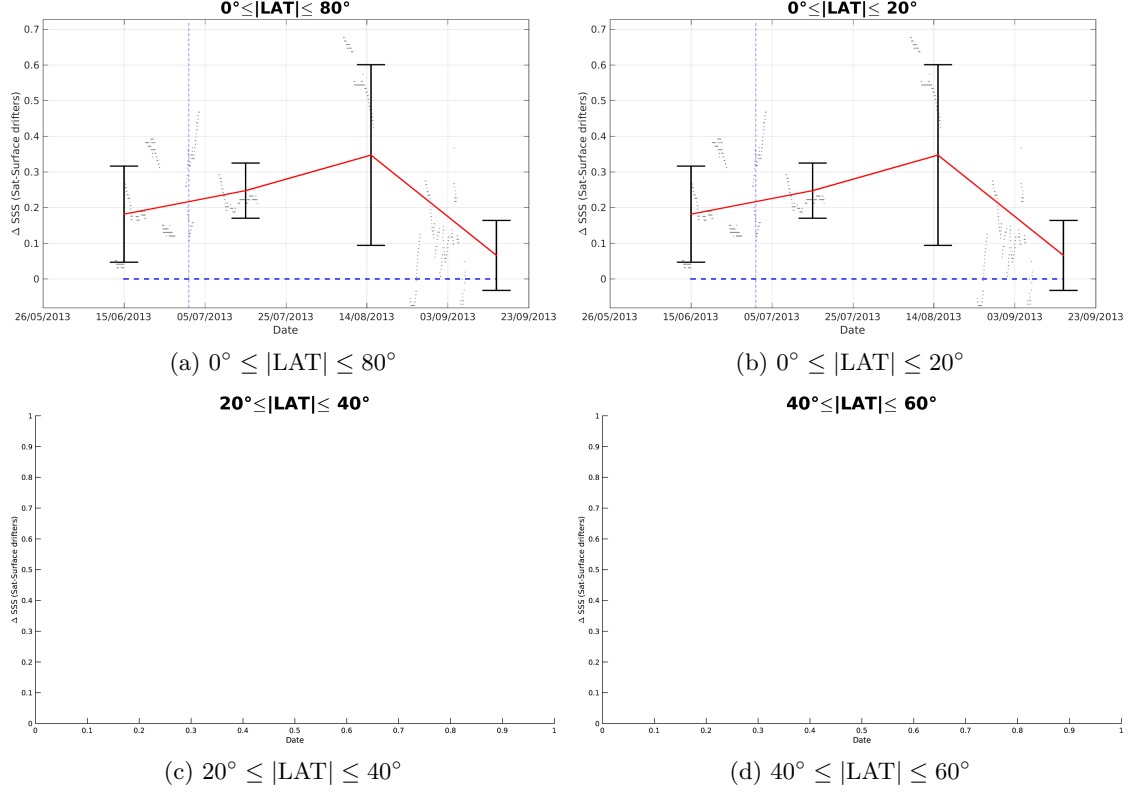 0°≤|LAT|≤ 80°
Δ SSS (Sat-Surface drifters)
0.7
0.6
0.5
0.4
0.3
0.2
0.1
0
26/05/2013 15/06/2013 05/07/2013 25/07/2013 14/08/2013 03/09/2013 23/09/2013
Date
(a) 0° ≤ |LAT| ≤ 80°
0°≤|LAT|≤ 20°
Δ SSS (Sat-Surface drifters)
0.7
0.6
0.5
0.4
0.3
0.2
0.1
0
26/05/2013 15/06/2013 05/07/2013 25/07/2013 14/08/2013 03/09/2013 23/09/2013
Date
(b) 0° ≤ |LAT| ≤ 20°
20°≤|LAT|≤ 40°
Δ SSS (Sat-Surface drifters)
1
0.9
0.8
0.7
0.6
0.5
0.4
0.3
0.2
0.1
0
0 0.1 0.2 0.3 0.4 0.5 0.6 0.7 0.8 0.9 1
Date
(c) 20° ≤ |LAT| ≤ 40°
40°≤|LAT|≤ 60°
Δ SSS (Sat-Surface drifters)
1
0.9
0.8
0.7
0.6
0.5
0.4
0.3
0.2
0.1
0
0 0.1 0.2 0.3 0.4 0.5 0.6 0.7 0.8 0.9 1
Date
(d) 40° ≤ |LAT| ≤ 60°